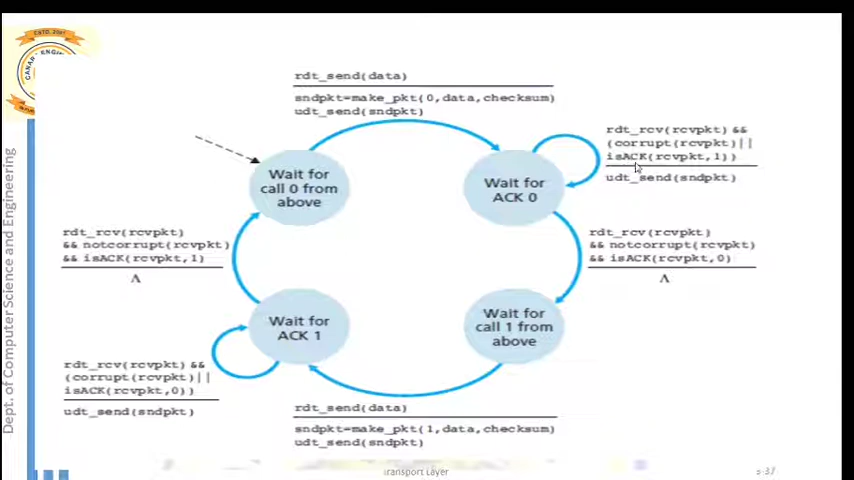 ESTD. 2001
rdt_send(data)
sndpkt=make_pkt(0,data,checksum)
udt_send(sndpkt)
rdt_rcv(rcvpkt) &&
(corrupt(rcvpkt)||
isACK(rcvpkt,1))
udt_send(sndpkt)
Wait for
call 0 from
above
Wait for
ACK 0
rdt_rcv(rcvpkt)
&& notcorrupt(rcvpkt)
&& isACK(rcvpkt,1)
Λ
rdt_rcv(rcvpkt)
&& notcorrupt(rcvpkt)
&& isACK(rcvpkt,0)
Λ
Wait for
ACK 1
Wait for
call 1 from
above
rdt_rcv(rcvpkt) &&
(corrupt(rcvpkt)||
isACK(rcvpkt,0))
udt_send(sndpkt)
rdt_send(data)
sndpkt=make_pkt(1,data,checksum)
udt_send(sndpkt)
Dept. of Computer Science and Engineering
Transport Layer